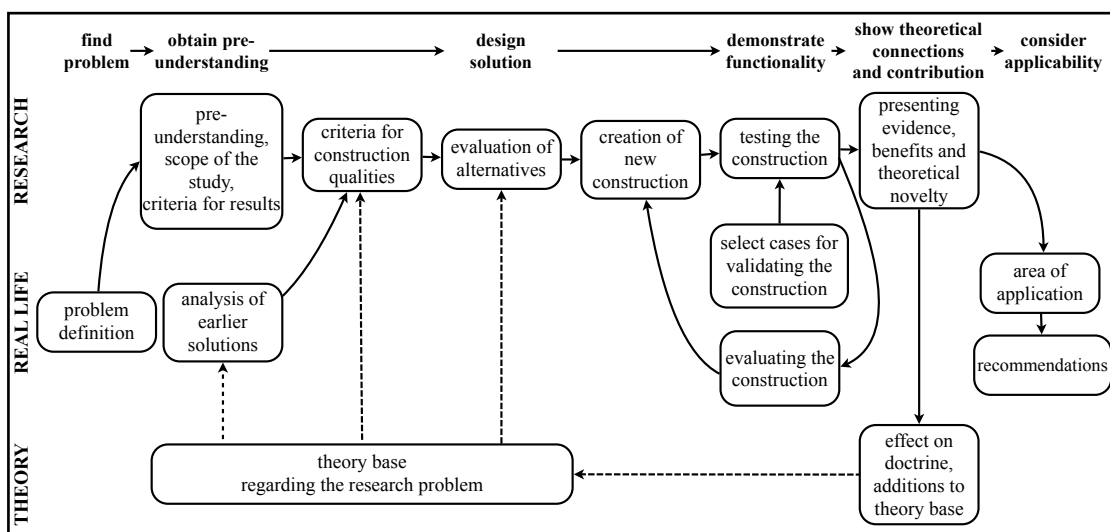 find
problem
obtain pre-
understanding
design
solution
demonstrate
functionality
show theoretical
connections
and contribution
consider
applicability
RESEARCH
pre-
understanding,
scope of the
study,
criteria for results
criteria for
construction
qualities
evaluation of
alternatives
creation of
new
construction
testing the
construction
presenting
evidence,
benefits and
theoretical
novelty
select cases for
validating the
construction
REAL LIFE
problem
definition
analysis of
earlier
solutions
evaluating the
construction
area of
application
recommendations
THEORY
theory base
regarding the research problem
effect on
doctrine,
additions to
theory base